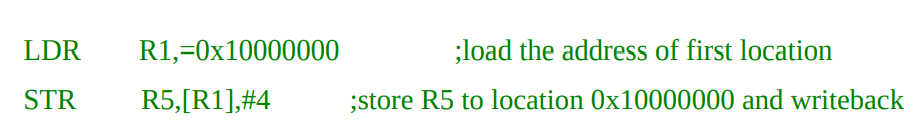 LDR R1,=0x10000000 ;load the address of first location
STR R5,[R1],#4 ;store R5 to location 0x10000000 and writeback